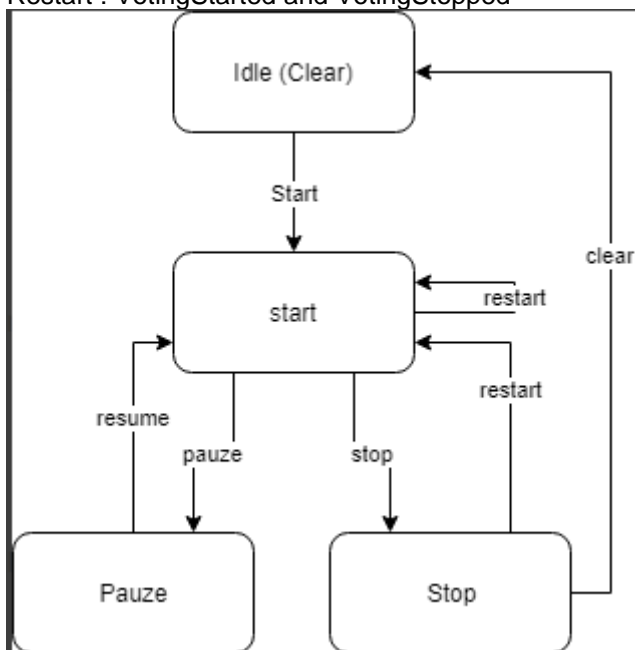 Restart : VotingStarted and VotingStopped
Idle (Clear)
Start
clear
start
restart
restart
resume
pauze
stop
Pauze
Stop